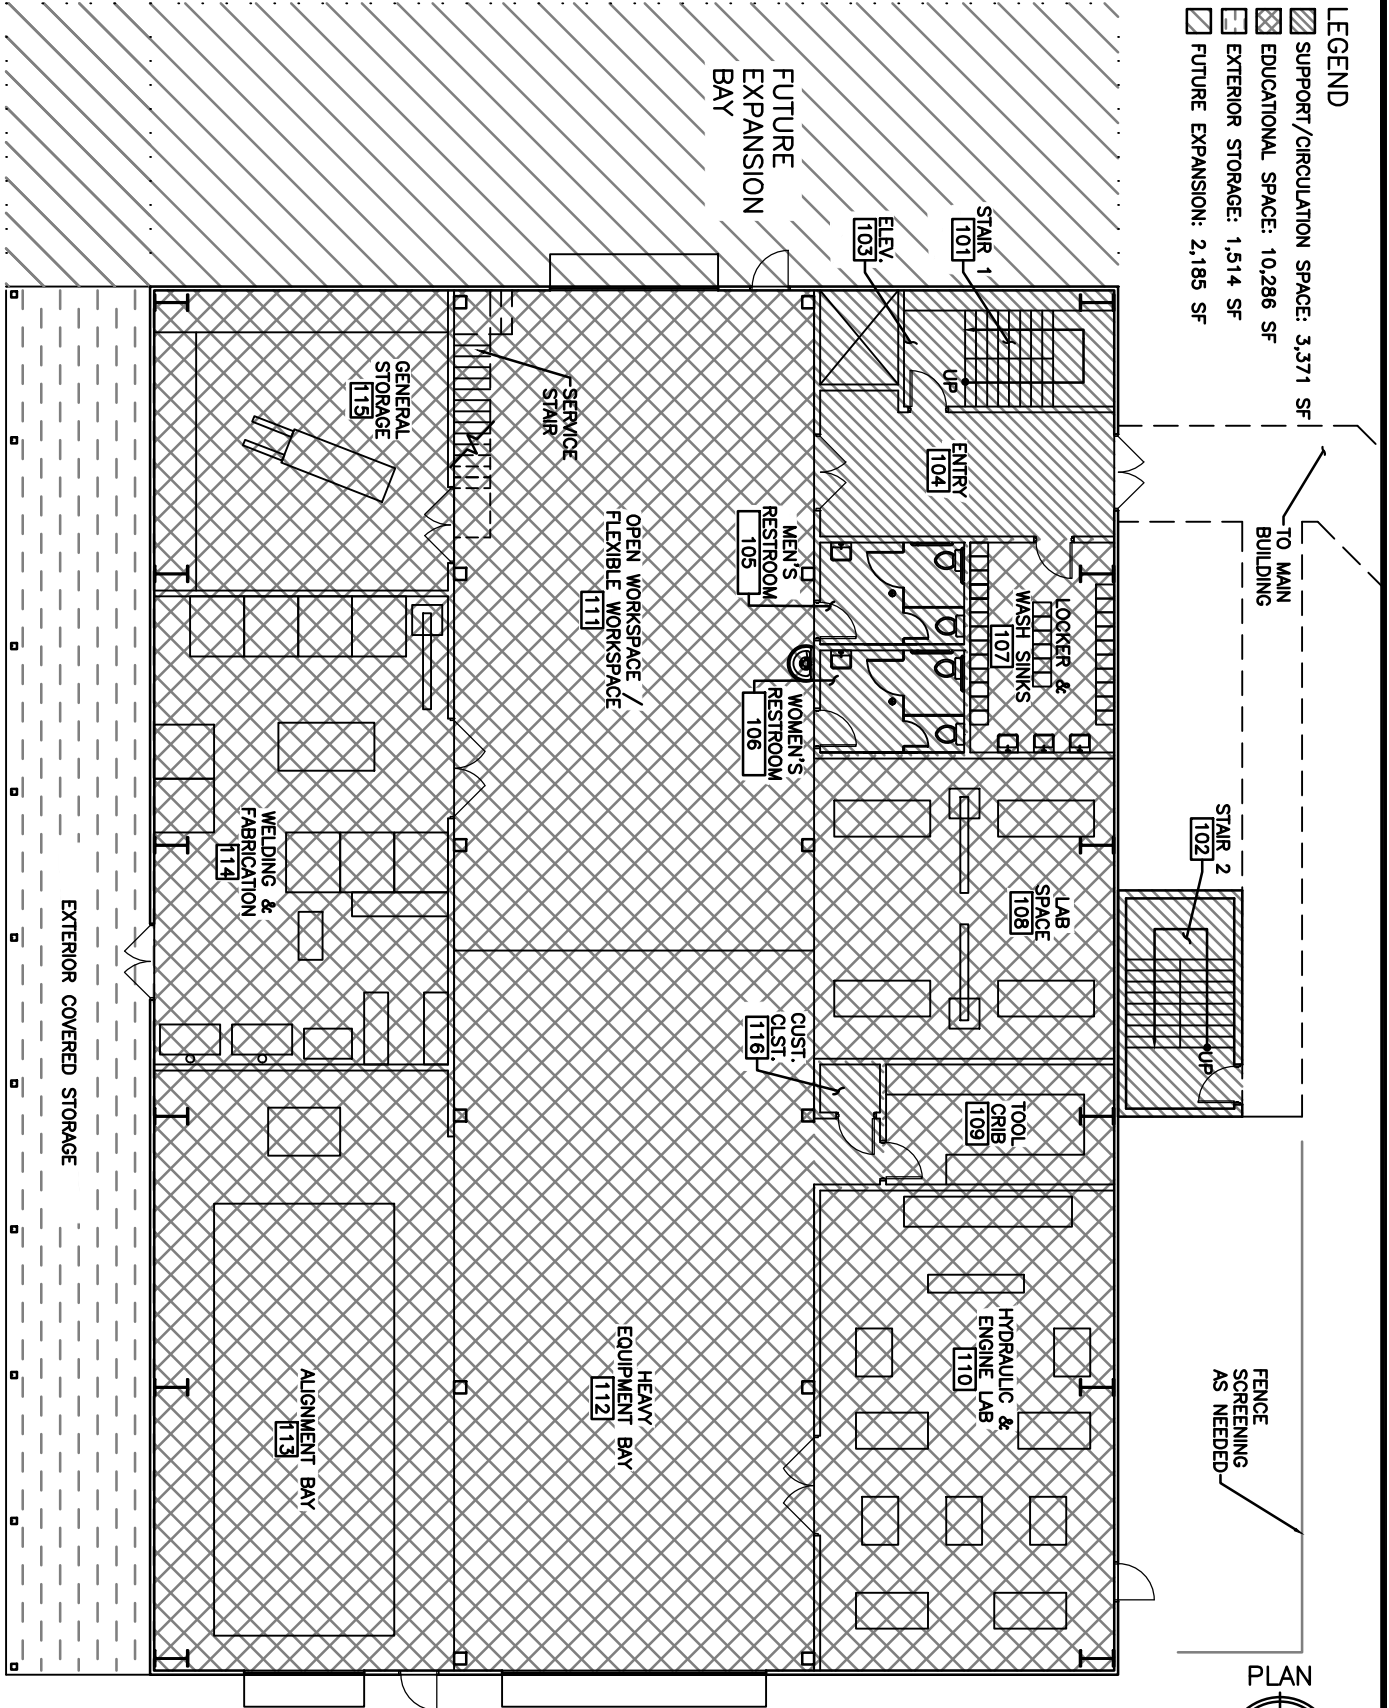 LEGEND
SUPPORT/CIRCULATION SPACE: 3,371 SF
EDUCATIONAL SPACE: 10,286 SF
EXTERIOR STORAGE: 1,514 SF
FUTURE EXPANSION: 2,185 SF
TO MAIN
BUILDING
FENCE
SCREENING
AS NEEDED
PLAN
STAIR 2
102
UP
STAIR 1
101
UP
ELEV.
103
ENTRY
104
LOCKER &
WASH SINKS
107
LAB
SPACE
108
TOOL
CRIB
109
HYDRAULIC &
ENGINE LAB
110
FUTURE
EXPANSION
BAY
MEN'S
RESTROOM
105
WOMEN'S
RESTROOM
106
CUST.
CLST.
116
OPEN WORKSPACE /
FLEXIBLE WORKSPACE
111
HEAVY
EQUIPMENT BAY
112
SERVICE
STAIR
GENERAL
STORAGE
115
WELDING &
FABRICATION
114
ALIGNMENT BAY
113
EXTERIOR COVERED STORAGE